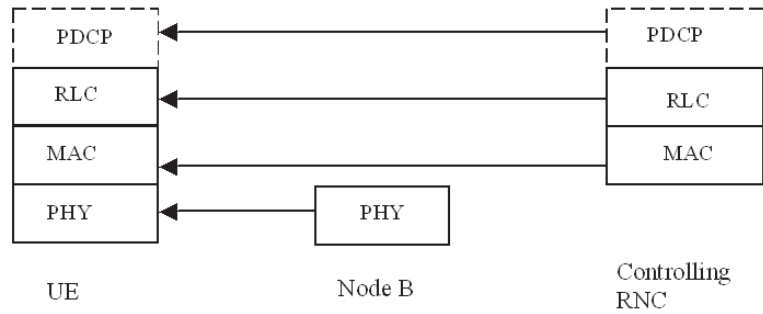 PDCP
PDCP
RLC
RLC
MAC
MAC
PHY
PHY
UE
Node B
Controlling
RNC